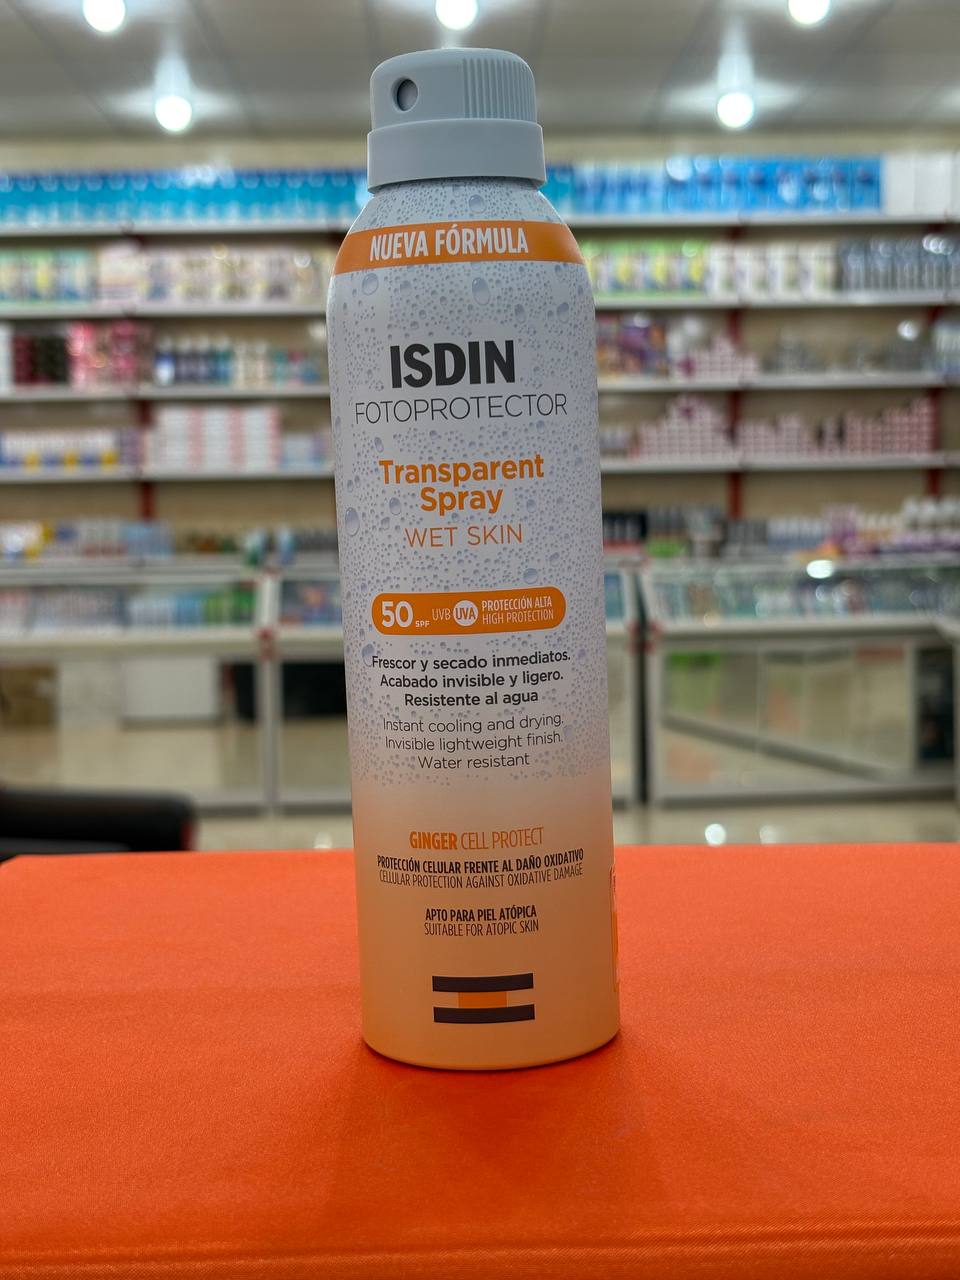 NUEVA FÓRMULA
ISDIN
FOTOPROTECTOR
Transparent
Spray
WET SKIN
50 SPF UVB UVA PROTECCIÓN ALTA
HIGH PROTECTION
Frescor y secado inmediatos.
Acabado invisible y ligero.
Resistente al agua
Instant cooling and drying.
Invisible lightweight finish.
Water resistant
GINGER CELL PROTECT
PROTECCIÓN CELULAR FRENTE AL DAÑO OXIDATIVO
CELLULAR PROTECTION AGAINST OXIDATIVE DAMAGE
APTO PARA PIEL ATÓPICA
SUITABLE FOR ATOPIC SKIN